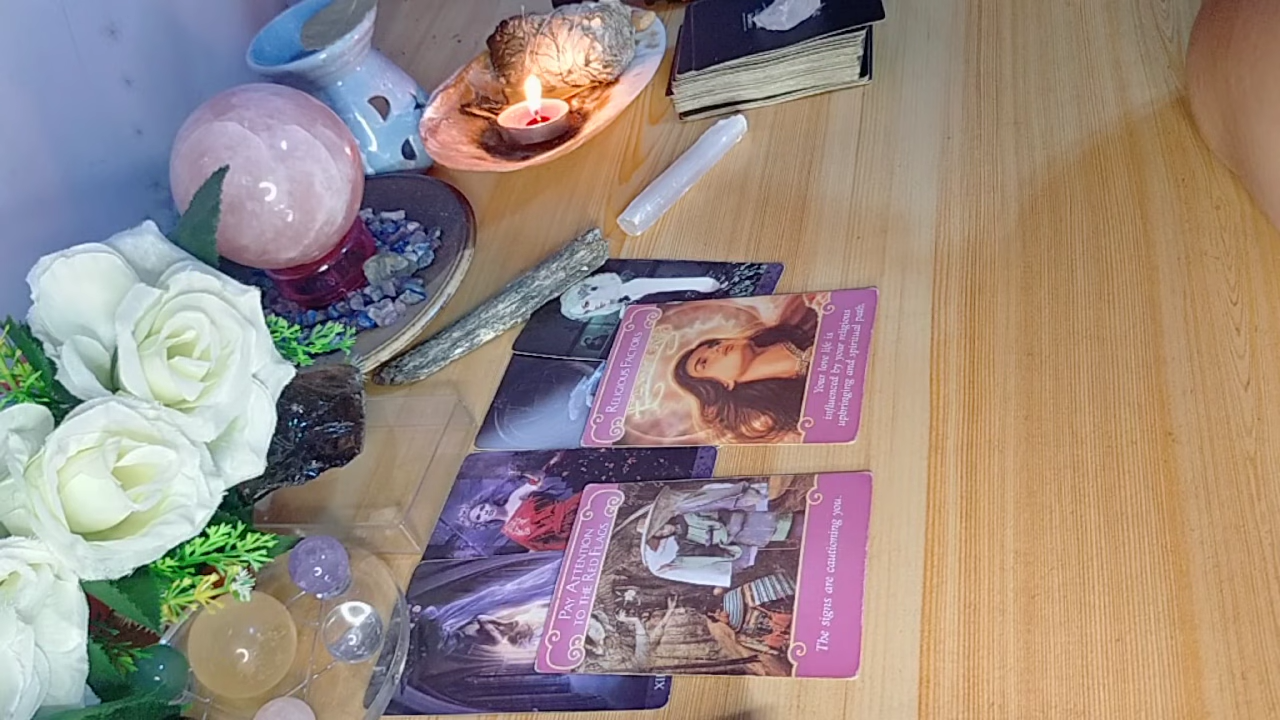 RELIGIOUS FACTORS
Your love life is
influenced by your religious
upbringing and spiritual path.
PAY ATTENTION
TO THE RED FLAGS
The signs are cautioning you.